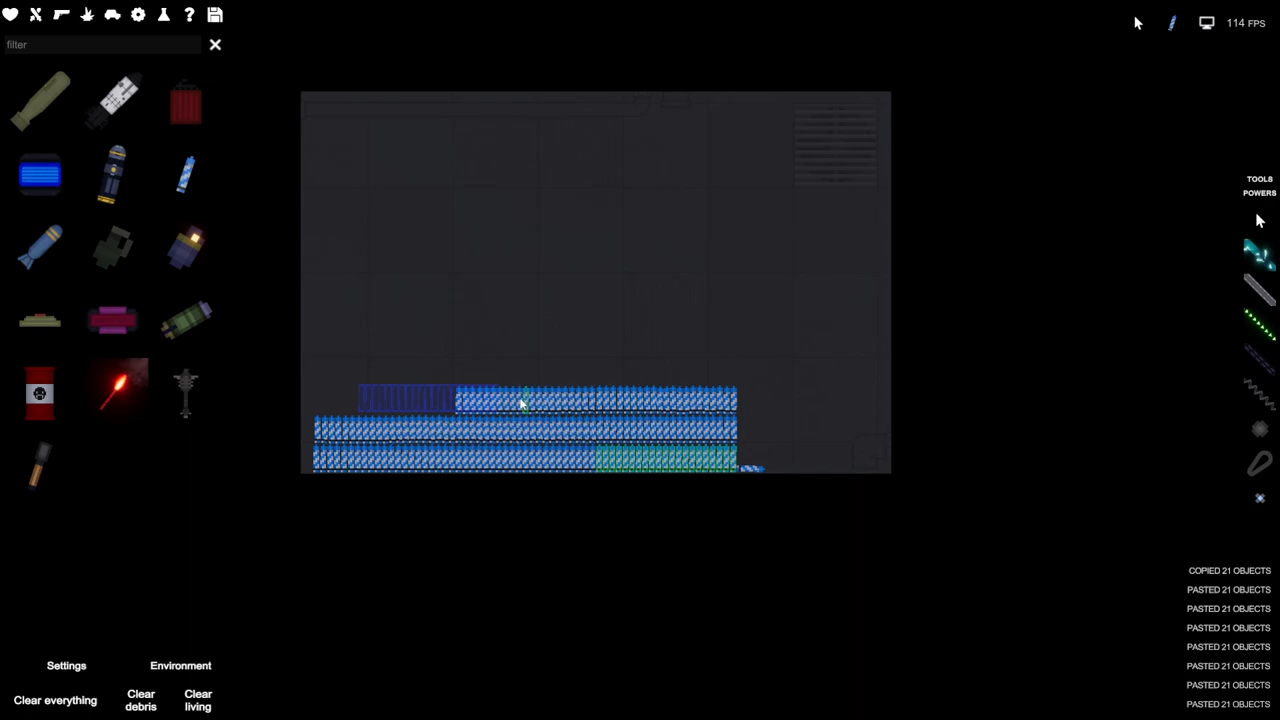 filter
114 FPS
TOOLS
POWERS
COPIED 21 OBJECTS
PASTED 21 OBJECTS
PASTED 21 OBJECTS
PASTED 21 OBJECTS
PASTED 21 OBJECTS
PASTED 21 OBJECTS
PASTED 21 OBJECTS
PASTED 21 OBJECTS
Settings
Environment
Clear everything
Clear
debris
Clear
living